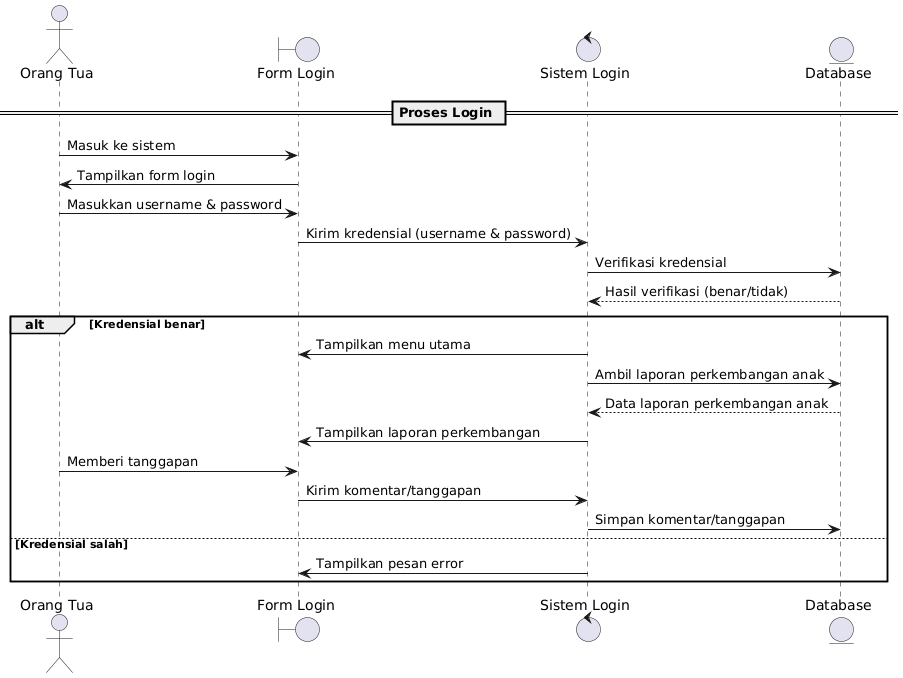 Orang Tua
Form Login
Sistem Login
Database
Proses Login
Masuk ke sistem
Tampilkan form login
Masukkan username & password
Kirim kredensial (username & password)
Verifikasi kredensial
Hasil verifikasi (benar/tidak)
alt
[Kredensial benar]
Tampilkan menu utama
Ambil laporan perkembangan anak
Data laporan perkembangan anak
Tampilkan laporan perkembangan
Memberi tanggapan
Kirim komentar/tanggapan
Simpan komentar/tanggapan
[Kredensial salah]
Tampilkan pesan error
Orang Tua
Form Login
Sistem Login
Database